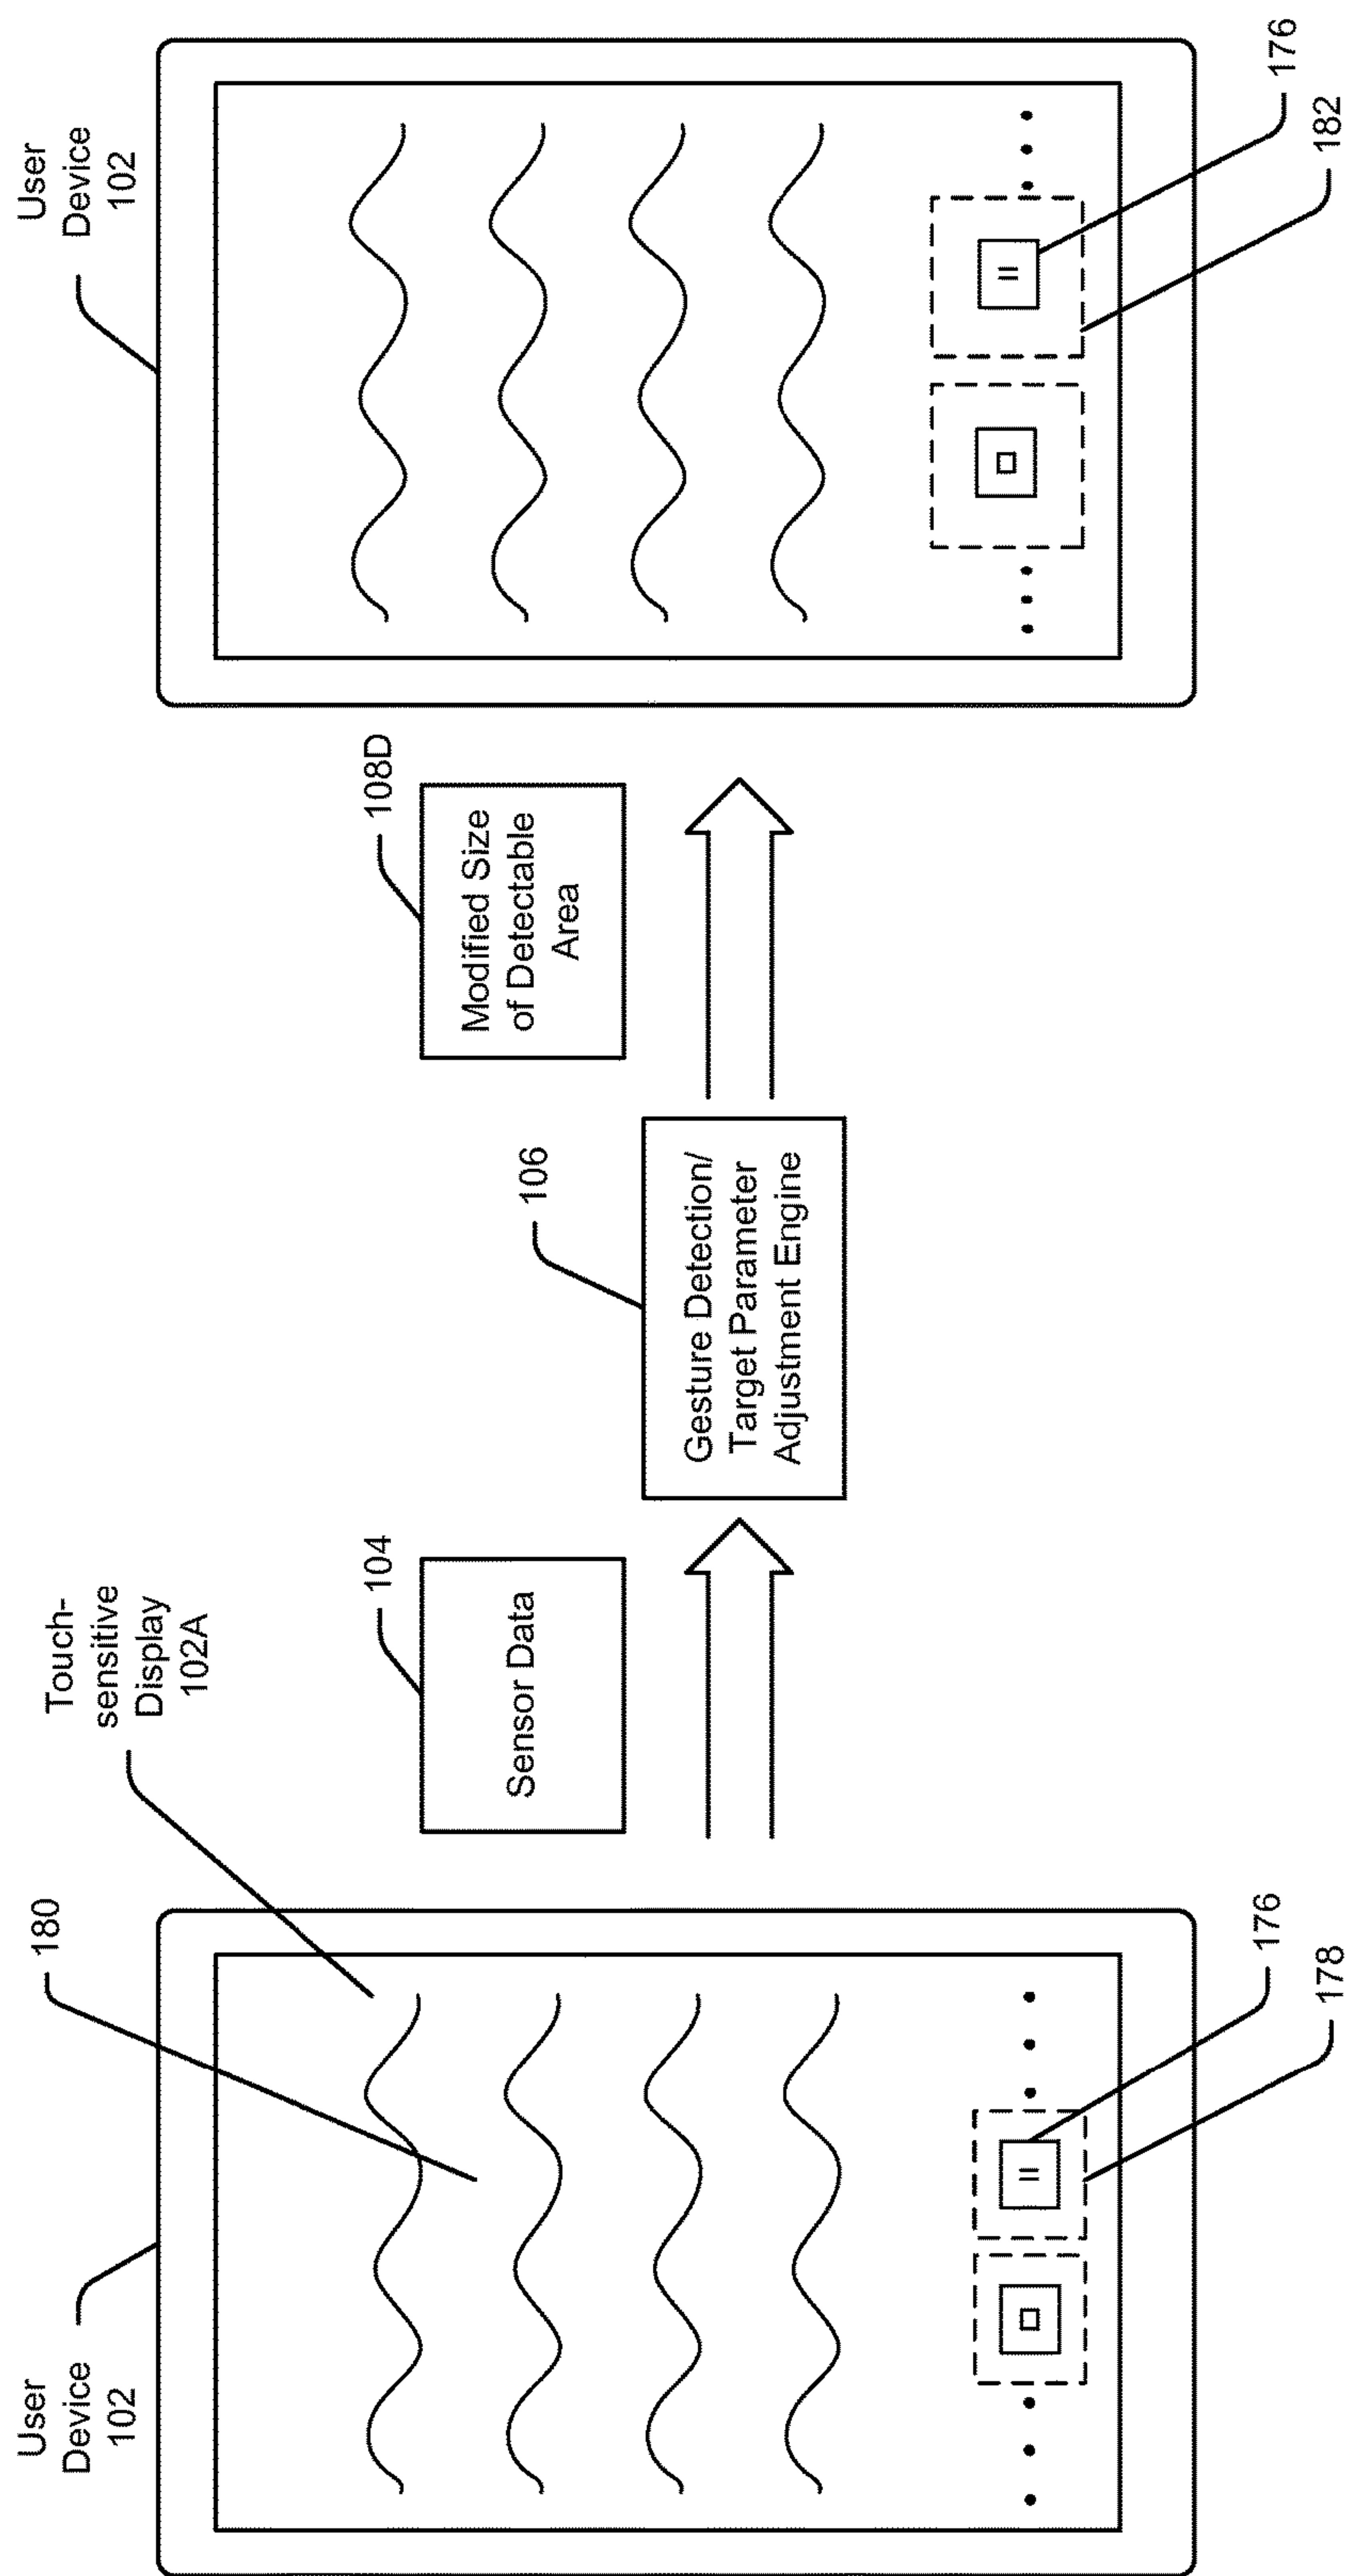 User
Device
102
180
Touch-
sensitive
Display
102A
176
178
104
Sensor Data
106
Gesture Detection/
Target Parameter
Adjustment Engine
108D
Modified Size
of Detectable
Area
User
Device
102
176
182